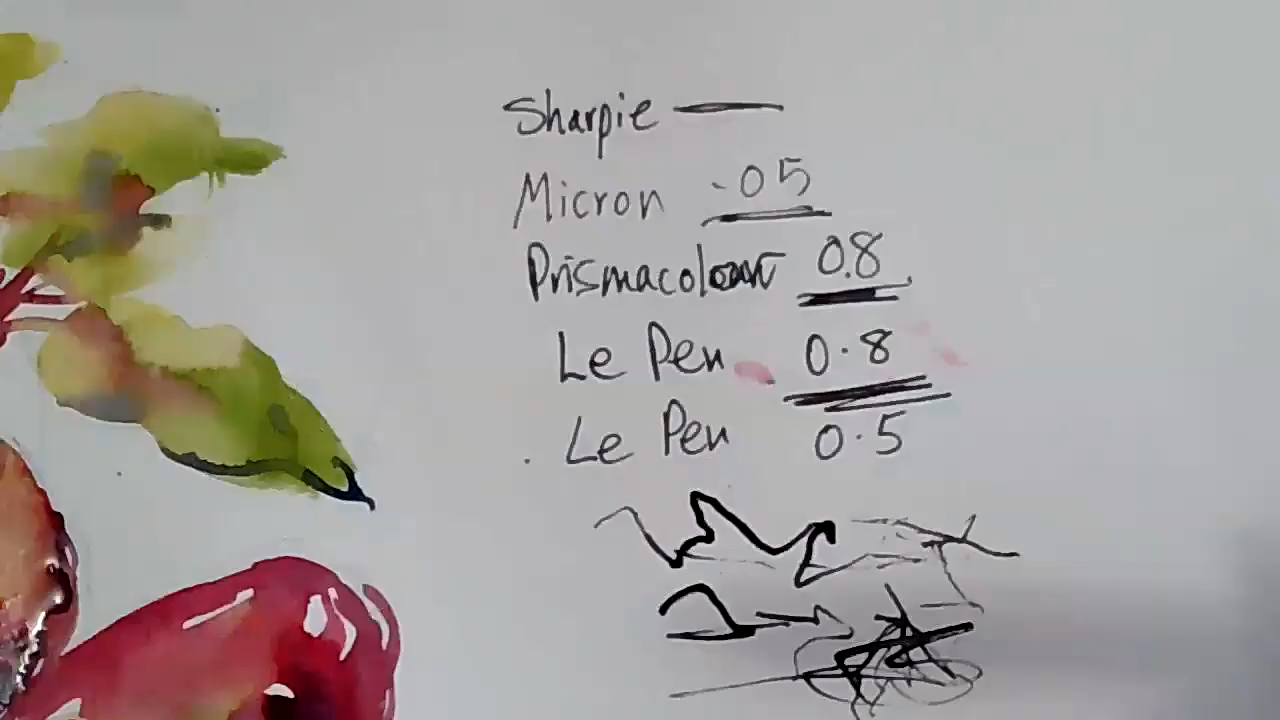 Sharpie —
Micron .05
Prismacolour 0.8
Le Pen 0.8
Le Pen 0.5